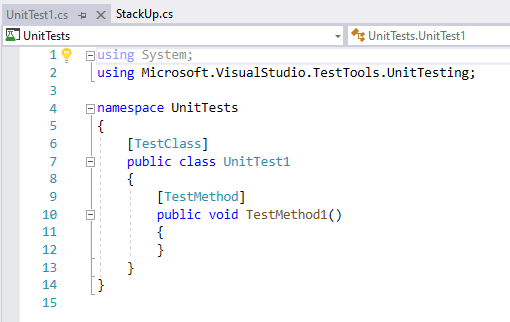 UnitTest1.cs StackUp.cs
UnitTests UnitTests.UnitTest1
1 using System;
2 using Microsoft.VisualStudio.TestTools.UnitTesting;
3
4 namespace UnitTests
5 {
6 [TestClass]
7 public class UnitTest1
8 {
9 [TestMethod]
10 public void TestMethod1()
11 {
12 }
13 }
14 }
15